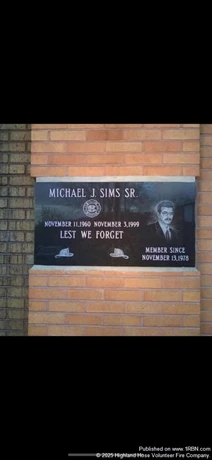 MICHAEL J. SIMS SR.
NOVEMBER 11, 1960 NOVEMBER 3, 1999
LEST WE FORGET
MEMBER SINCE
NOVEMBER 13, 1978
Published on www.1RBN.com
© 2025 Highland Hose Volunteer Fire Company.